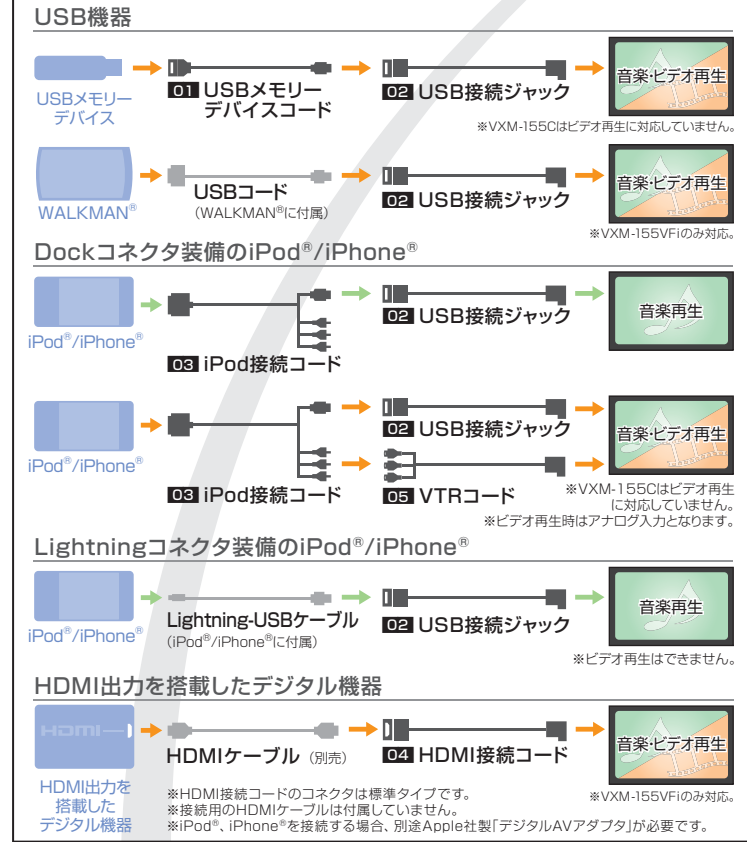 USB機器
USBメモリー
デバイス
01 USBメモリー
デバイスコード
02 USB接続ジャック
音楽・ビデオ再生
※VXM-155Cはビデオ再生に対応していません。
WALKMAN®
USBコード
（WALKMAN®に付属）
02 USB接続ジャック
音楽・ビデオ再生
※VXM-155VFiのみ対応。
Dockコネクタ装備のiPod®/iPhone®
iPod®/iPhone®
03 iPod接続コード
02 USB接続ジャック
音楽再生
iPod®/iPhone®
03 iPod接続コード
02 USB接続ジャック
05 VTRコード
音楽・ビデオ再生
※VXM-155Cはビデオ再生
に対応していません。
※ビデオ再生時はアナログ入力となります。
Lightningコネクタ装備のiPod®/iPhone®
iPod®/iPhone®
Lightning-USBケーブル
（iPod®/iPhone®に付属）
02 USB接続ジャック
音楽再生
※ビデオ再生はできません。
HDMI出力を搭載したデジタル機器
HDMI
HDMI出力を
搭載した
デジタル機器
HDMIケーブル（別売）
04 HDMI接続コード
音楽・ビデオ再生
※VXM-155VFiのみ対応。
※HDMI接続コードのコネクタは標準タイプです。
※接続用のHDMIケーブルは付属していません。
※iPod®、iPhone®を接続する場合、別途Apple社製「デジタルAVアダプタ」が必要です。